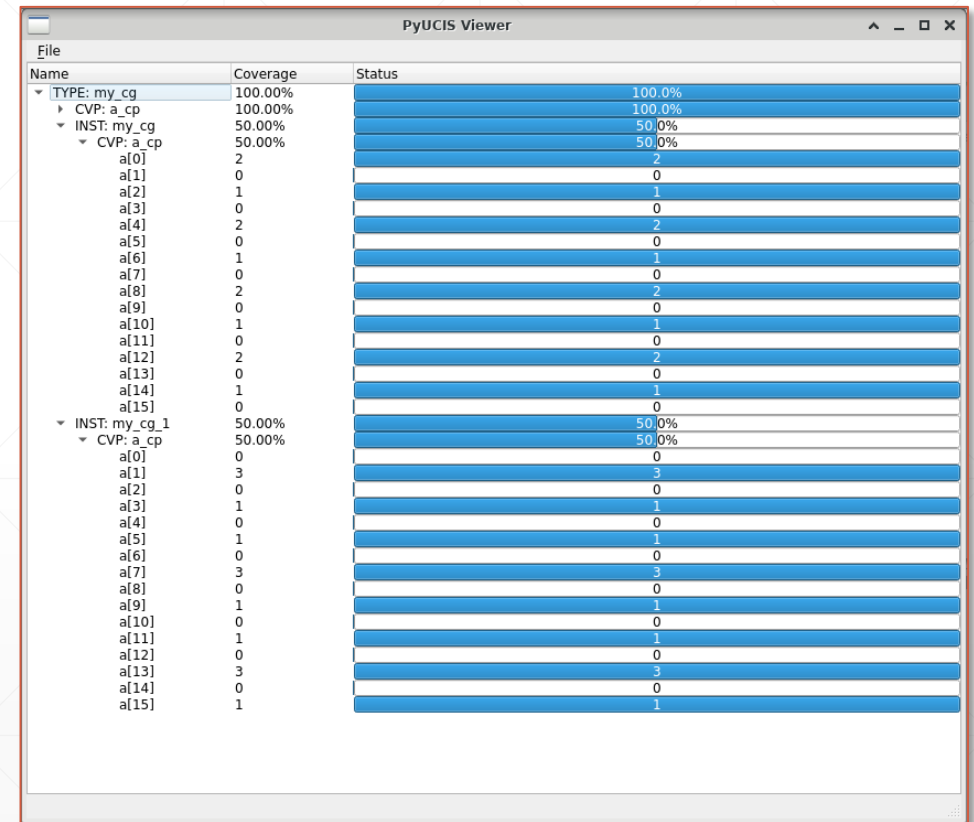 PyUCIS Viewer
File
Name Coverage Status
TYPE: my_cg 100.00% 100.0%
CVP: a_cp 100.00% 100.0%
INST: my_cg 50.00% 50.0%
CVP: a_cp 50.00% 50.0%
a[0] 2 2
a[1] 0 0
a[2] 1 1
a[3] 0 0
a[4] 2 2
a[5] 0 0
a[6] 1 1
a[7] 0 0
a[8] 2 2
a[9] 0 0
a[10] 1 1
a[11] 0 0
a[12] 2 2
a[13] 0 0
a[14] 1 1
a[15] 0 0
INST: my_cg_1 50.00% 50.0%
CVP: a_cp 50.00% 50.0%
a[0] 0 0
a[1] 3 3
a[2] 0 0
a[3] 1 1
a[4] 0 0
a[5] 1 1
a[6] 0 0
a[7] 3 3
a[8] 0 0
a[9] 1 1
a[10] 0 0
a[11] 1 1
a[12] 0 0
a[13] 3 3
a[14] 0 0
a[15] 1 1